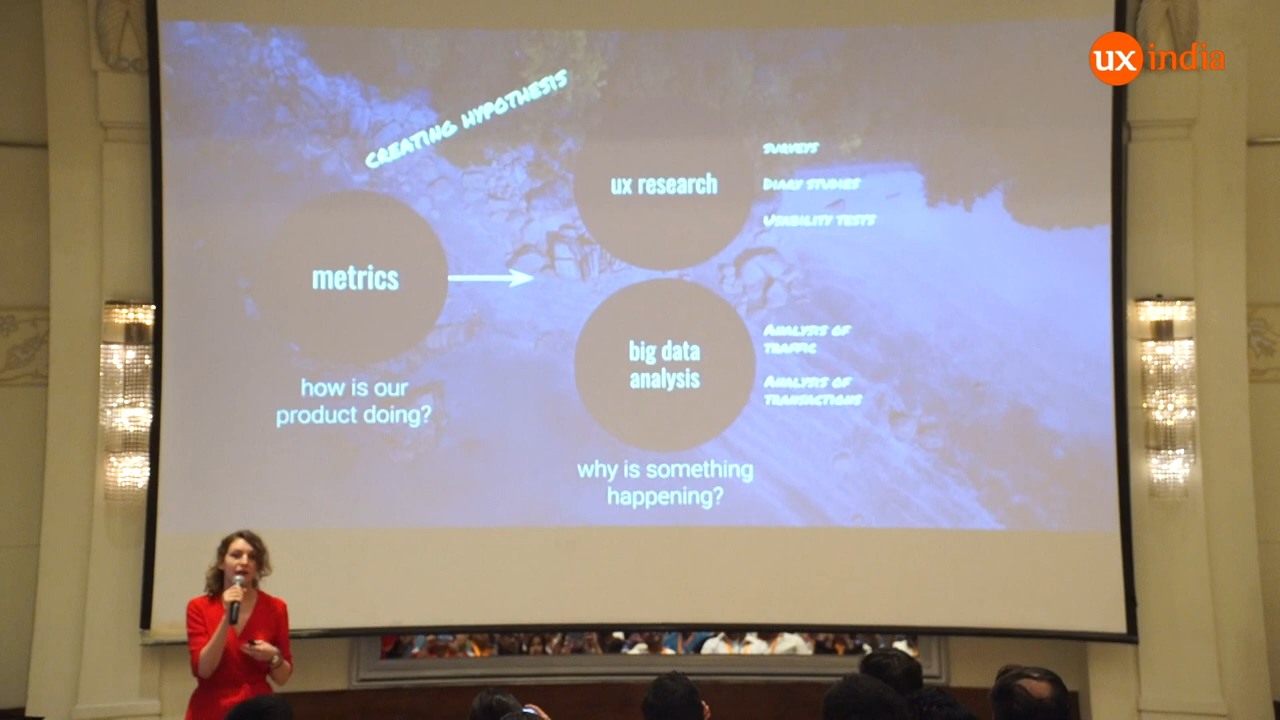 ux india
CREATING HYPOTHESIS
metrics
how is our
product doing?
ux research
SURVEYS
DIARY STUDIES
USABILITY TESTS
big data
analysis
ANALYSIS OF
TRAFFIC
ANALYSIS OF
TRANSACTIONS
why is something
happening?